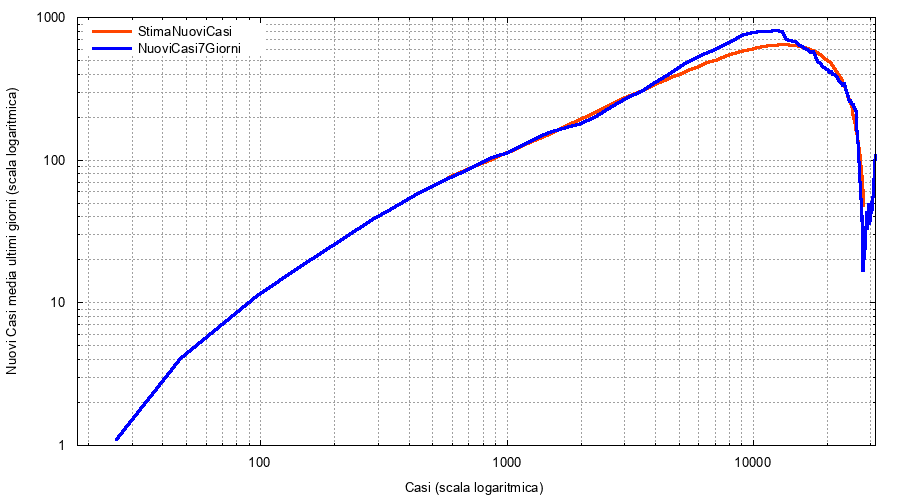 1000
StimaNuoviCasi
NuoviCasi7Giorni
100
10
1
Nuovi Casi media ultimi giorni (scala logaritmica)
100
1000
10000
Casi (scala logaritmica)